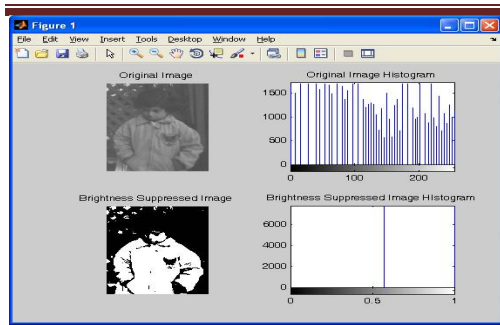 Figure 1
File Edit View Insert Tools Desktop Window Help
Original Image
Original Image Histogram
1500
1000
500
0
0 100 200
Brightness Suppressed Image
Brightness Suppressed Image Histogram
6000
4000
2000
0
0 0.5 1